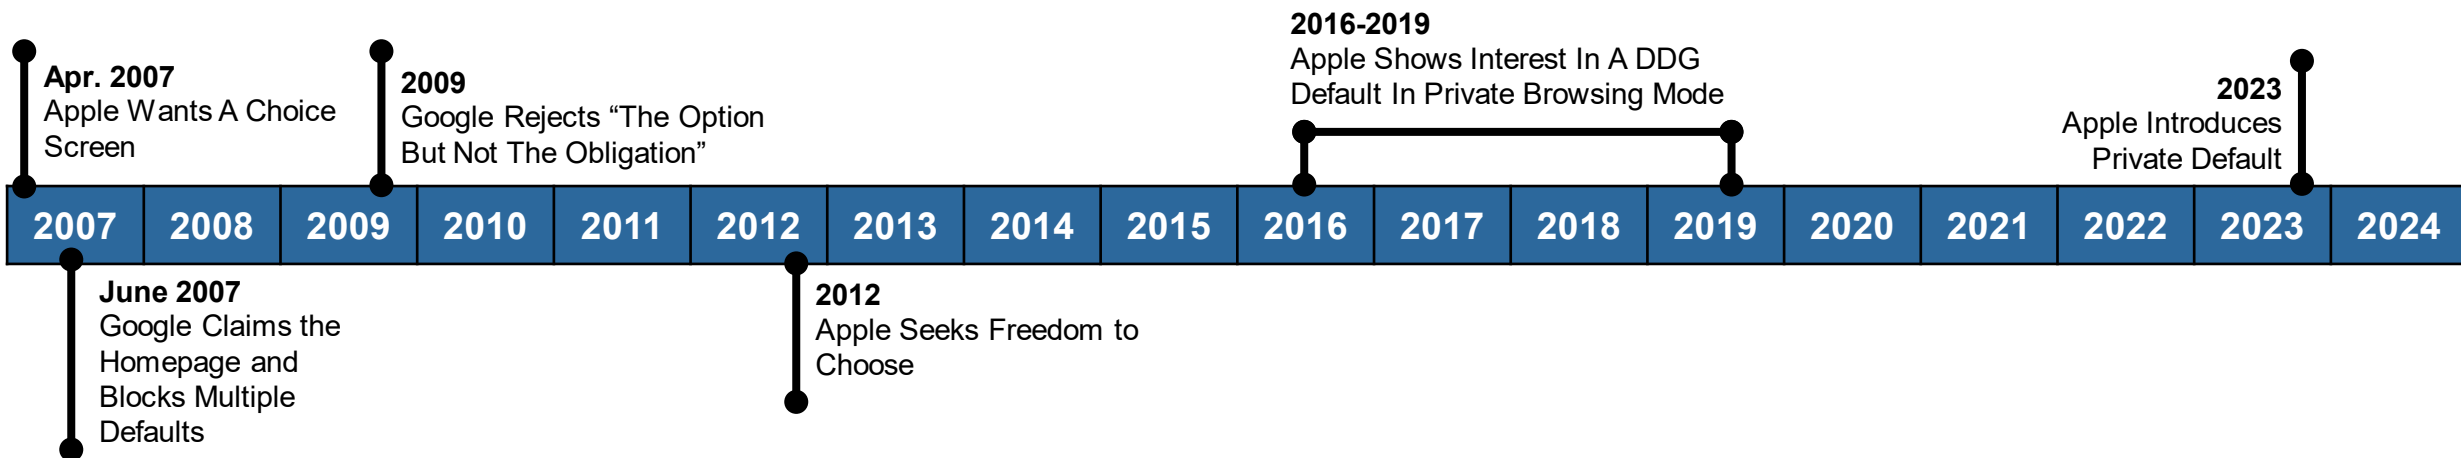 Apr. 2007
Apple Wants A Choice
Screen
2009
Google Rejects “The Option
But Not The Obligation”
2016-2019
Apple Shows Interest In A DDG
Default In Private Browsing Mode
2023
Apple Introduces
Private Default
2007 2008 2009 2010 2011 2012 2013 2014 2015 2016 2017 2018 2019 2020 2021 2022 2023 2024
June 2007
Google Claims the
Homepage and
Blocks Multiple
Defaults
2012
Apple Seeks Freedom to
Choose